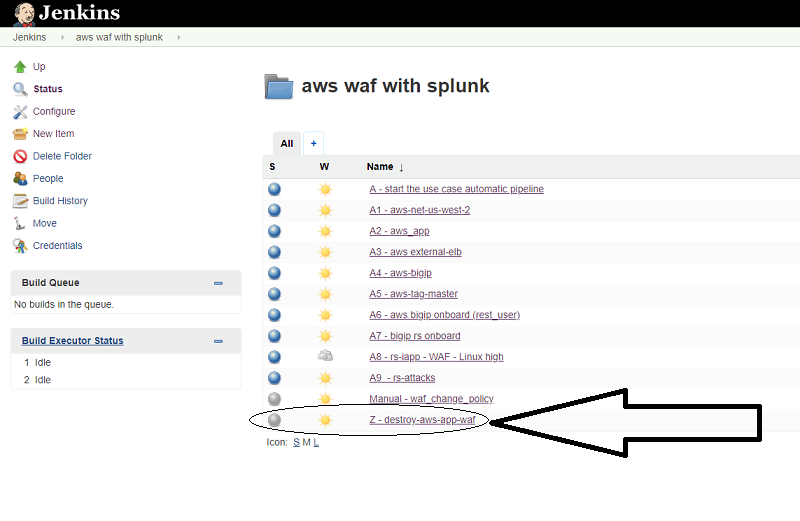 Jenkins
Jenkins aws waf with splunk
Up
Status
Configure
New Item
Delete Folder
People
Build History
Move
Credentials
Build Queue
No builds in the queue.
Build Executor Status
1 Idle
2 Idle
aws waf with splunk
All +
S W Name ↓
A - start the use case automatic pipeline
A1 - aws-net-us-west-2
A2 - aws_app
A3 - aws external-elb
A4 - aws-bigip
A5 - aws-tag-master
A6 - aws bigip onboard (rest_user)
A7 - bigip rs onboard
A8 - rs-iapp - WAF - Linux high
A9 - rs-attacks
Manual - waf_change_policy
Z - destroy-aws-app-waf
Icon: S M L